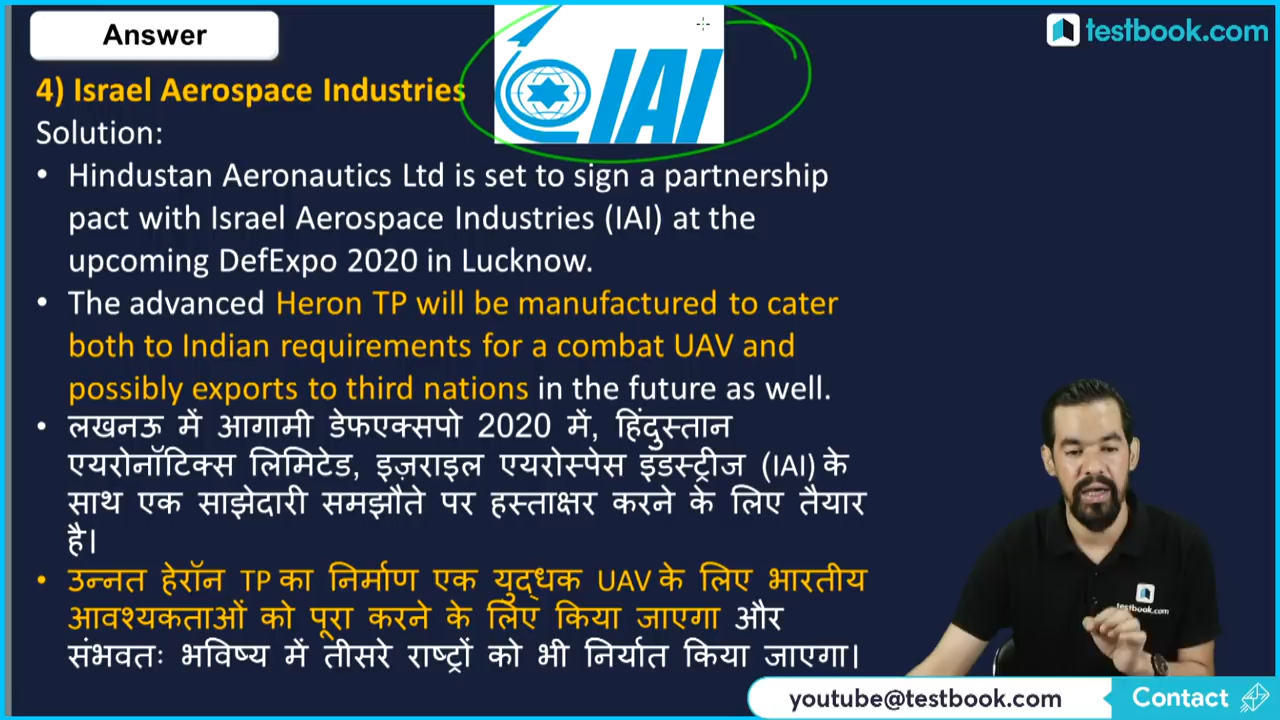 Answer
IAI
testbook.com
4) Israel Aerospace Industries
Solution:
• Hindustan Aeronautics Ltd is set to sign a partnership
pact with Israel Aerospace Industries (IAI) at the
upcoming DefExpo 2020 in Lucknow.
• The advanced Heron TP will be manufactured to cater
both to Indian requirements for a combat UAV and
possibly exports to third nations in the future as well.
• लखनऊ में आगामी डेफएक्सपो 2020 में, हिंदुस्तान
एयरोनॉटिक्स लिमिटेड, इज़राइल एयरोस्पेस इंडस्ट्रीज (IAI) के
साथ एक साझेदारी समझौते पर हस्ताक्षर करने के लिए तैयार
है।
• उन्नत हेरॉन TP का निर्माण एक युद्धक UAV के लिए भारतीय
आवश्यकताओं को पूरा करने के लिए किया जाएगा और
संभवतः भविष्य में तीसरे राष्ट्रों को भी निर्यात किया जाएगा।
testbook.com
youtube@testbook.com
Contact